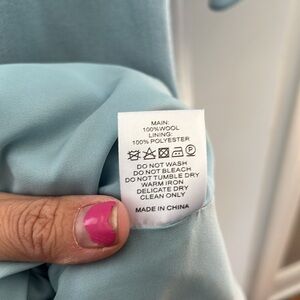 MAIN:
100%WOOL
LINING:
100% POLYESTER
DO NOT WASH
DO NOT BLEACH
DO NOT TUMBLE DRY
WARM IRON
DELICATE DRY
CLEAN ONLY
MADE IN CHINA